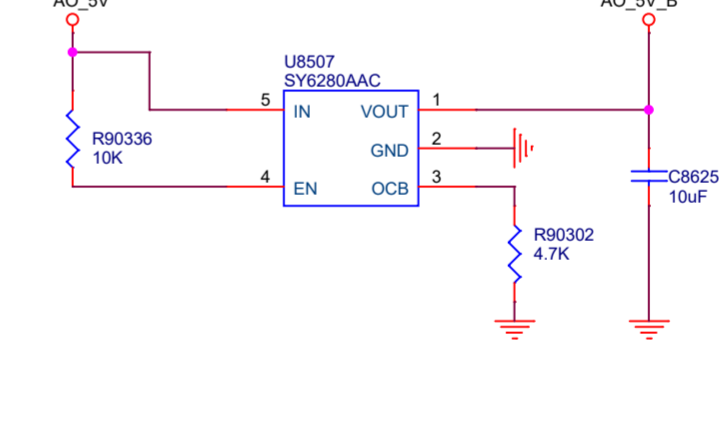 AO_5V
AO_5V_B
U8507
SY6280AAC
5
IN
VOUT
1
R90336
10K
GND
2
4
EN
OCB
3
C8625
10uF
R90302
4.7K